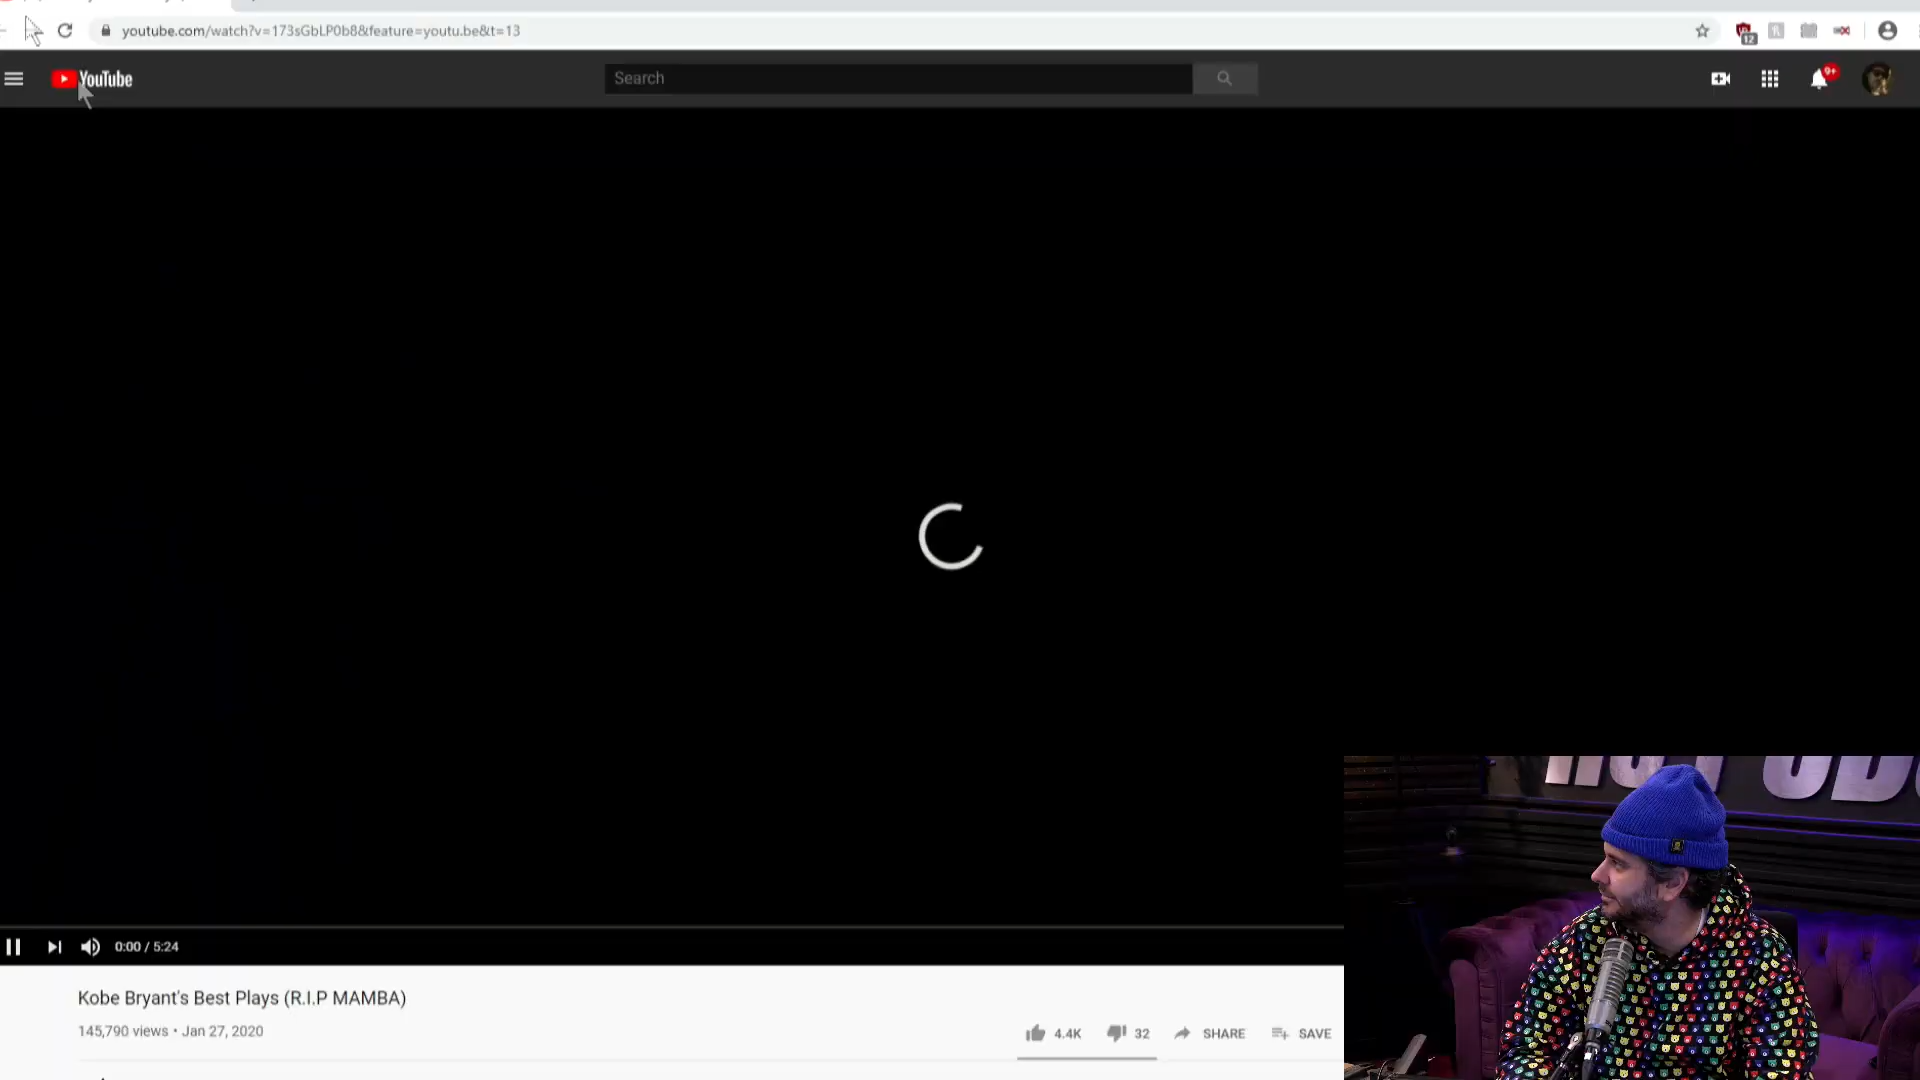 youtube.com/watch?v=173sGbLP0b8&feature=youtu.be&t=13
12
YouTube
Search
9+
0:00 / 5:24
Kobe Bryant's Best Plays (R.I.P MAMBA)
145,790 views • Jan 27, 2020
4.4K
32
SHARE
SAVE